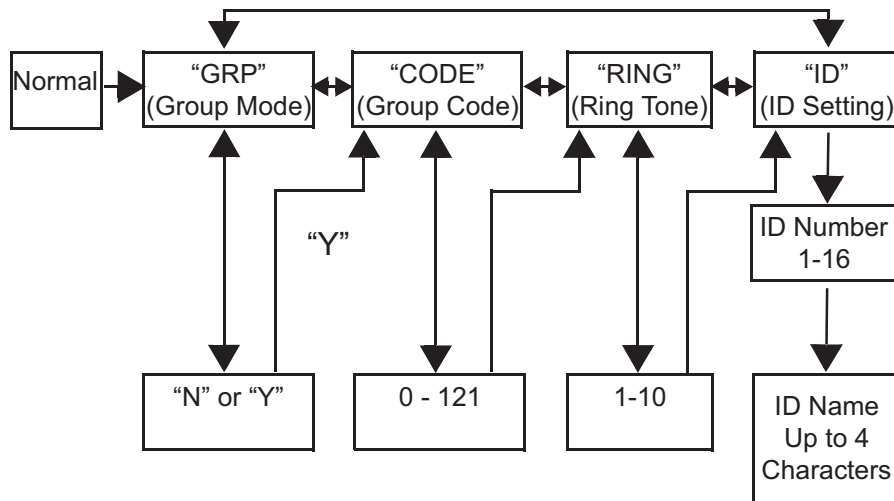 Normal
“GRP”
(Group Mode)
“CODE”
(Group Code)
“RING”
(Ring Tone)
“ID”
(ID Setting)
“Y”
ID Number
1-16
“N” or “Y”
0 - 121
1-10
ID Name
Up to 4
Characters